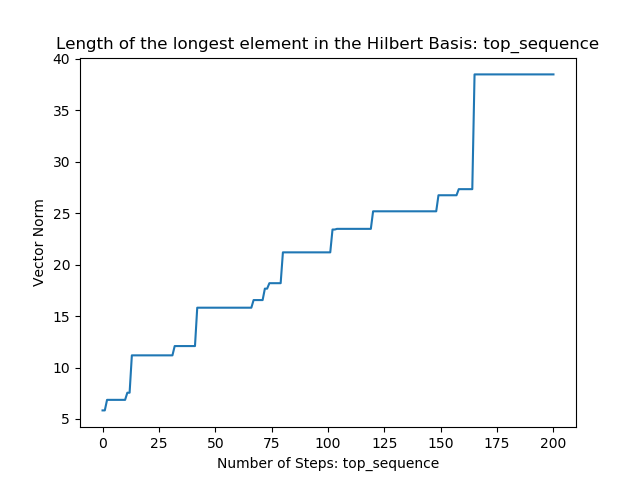 Length of the longest element in the Hilbert Basis: top_sequence
40
35
30
25
20
15
10
5
Vector Norm
0 25 50 75 100 125 150 175 200
Number of Steps: top_sequence